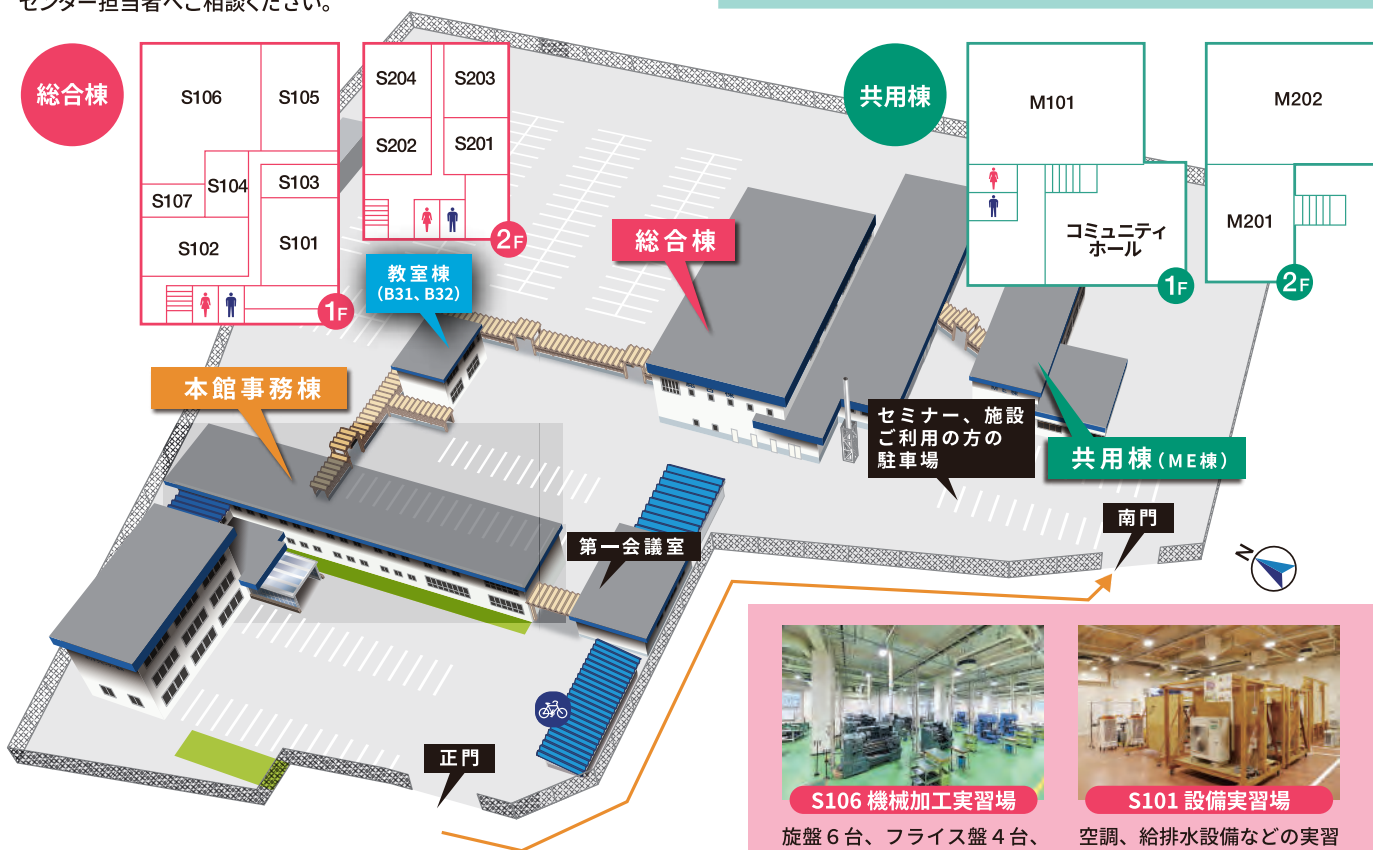 センター担当者へご相談ください。
総合棟
S106
S105
S104
S103
S107
S102
S101
1F
S204
S203
S202
S201
2F
共用棟
M101
コミュニティ
ホール
1F
M202
M201
2F
総合棟
教室棟
(B31、B32)
本館事務棟
セミナー、施設
ご利用の方の
駐車場
共用棟(ME棟)
南門
第一会議室
N
正門
S106 機械加工実習場
旋盤6台、フライス盤4台、
S101 設備実習場
空調、給排水設備などの実習